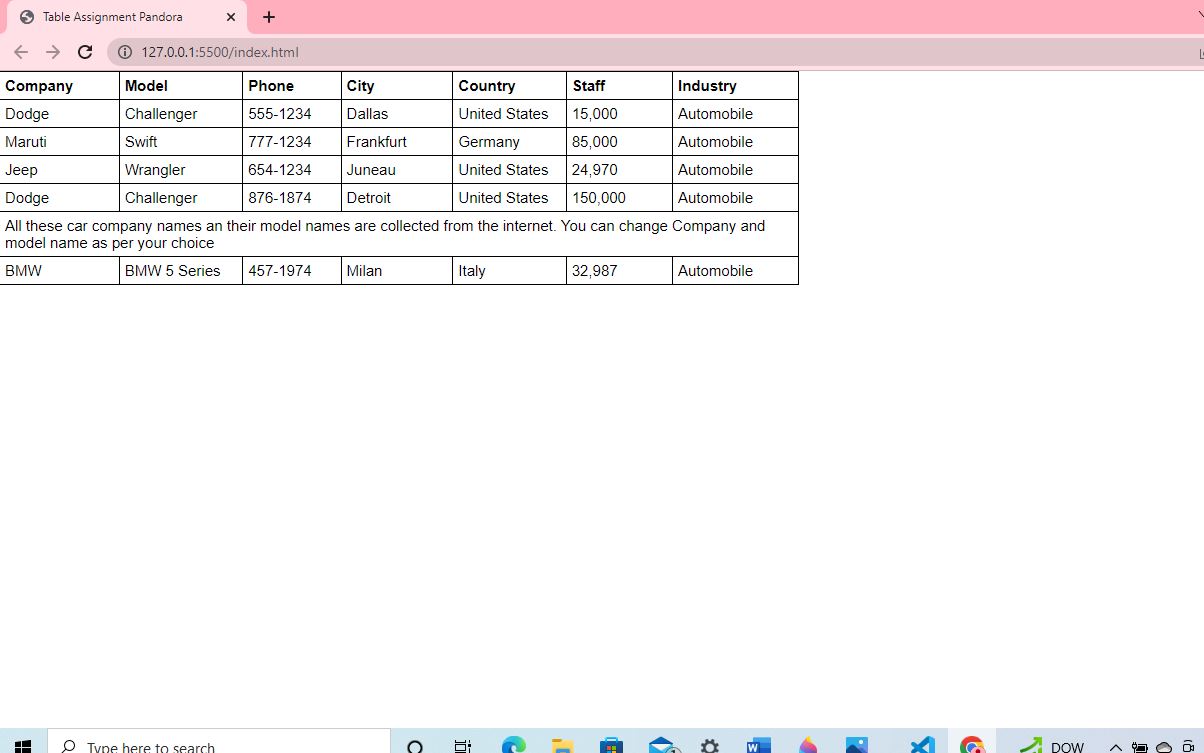 Table Assignment Pandora
127.0.0.1:5500/index.html
Company Model Phone City Country Staff Industry
Dodge Challenger 555-1234 Dallas United States 15,000 Automobile
Maruti Swift 777-1234 Frankfurt Germany 85,000 Automobile
Jeep Wrangler 654-1234 Juneau United States 24,970 Automobile
Dodge Challenger 876-1874 Detroit United States 150,000 Automobile
All these car company names an their model names are collected from the internet. You can change Company and
model name as per your choice
BMW BMW 5 Series 457-1974 Milan Italy 32,987 Automobile
Type here to search DOW